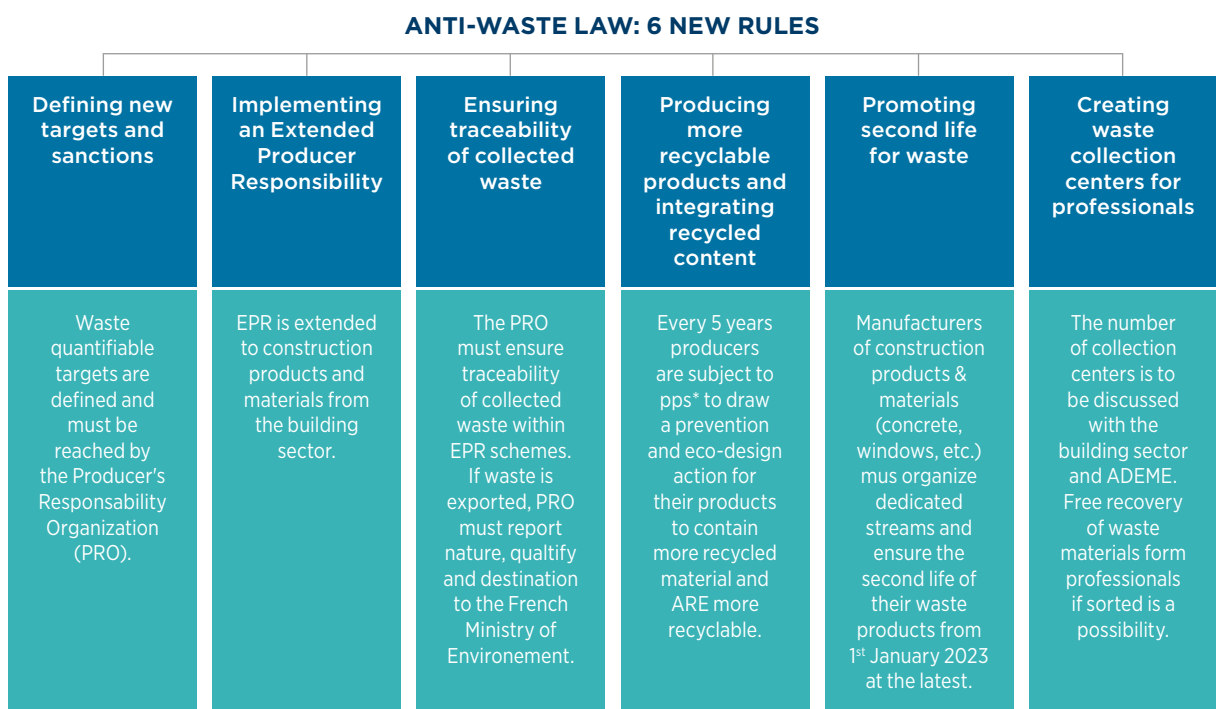 ANTI-WASTE LAW: 6 NEW RULES
Defining new
targets and
sanctions
Waste
quantifiable
targets are
defined and
must be
reached by
the Producer's
Responsability
Organization
(PRO).
Implementing
an Extended
Producer
Responsibility
EPR is extended
to construction
products and
materials from
the building
sector.
Ensuring
traceability
of collected
waste
The PRO
must ensure
traceability
of collected
waste within
EPR schemes.
If waste is
exported, PRO
must report
nature, qualtify
and destination
to the French
Ministry of
Environement.
Producing
more
recyclable
products and
integrating
recycled
content
Every 5 years
producers
are subject to
pps* to draw
a prevention
and eco-design
action for
their products
to contain
more recycled
material and
ARE more
recyclable.
Promoting
second life
for waste
Manufacturers
of construction
products &
materials
(concrete,
windows, etc.)
mus organize
dedicated
streams and
ensure the
second life of
their waste
products from
1st January 2023
at the latest.
Creating
waste
collection
centers for
professionals
The number
of collection
centers is to
be discussed
with the
building sector
and ADEME.
Free recovery
of waste
materials form
professionals
if sorted is a
possibility.